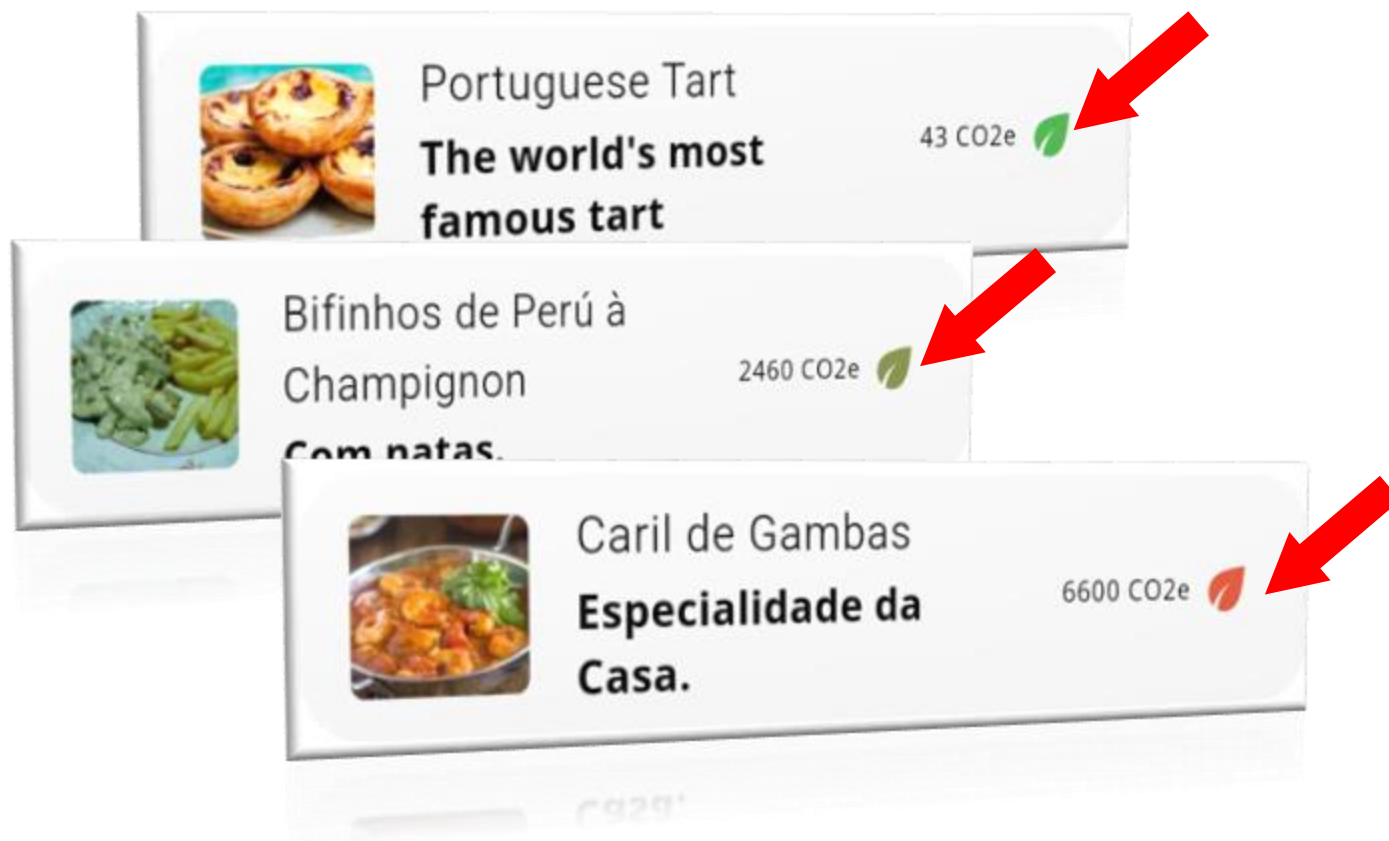 Portuguese Tart
The world's most
famous tart
43 CO2e
Bifinhos de Perú à
Champignon
Com natas.
2460 CO2e
Caril de Gambas
Especialidade da
Casa.
6600 CO2e